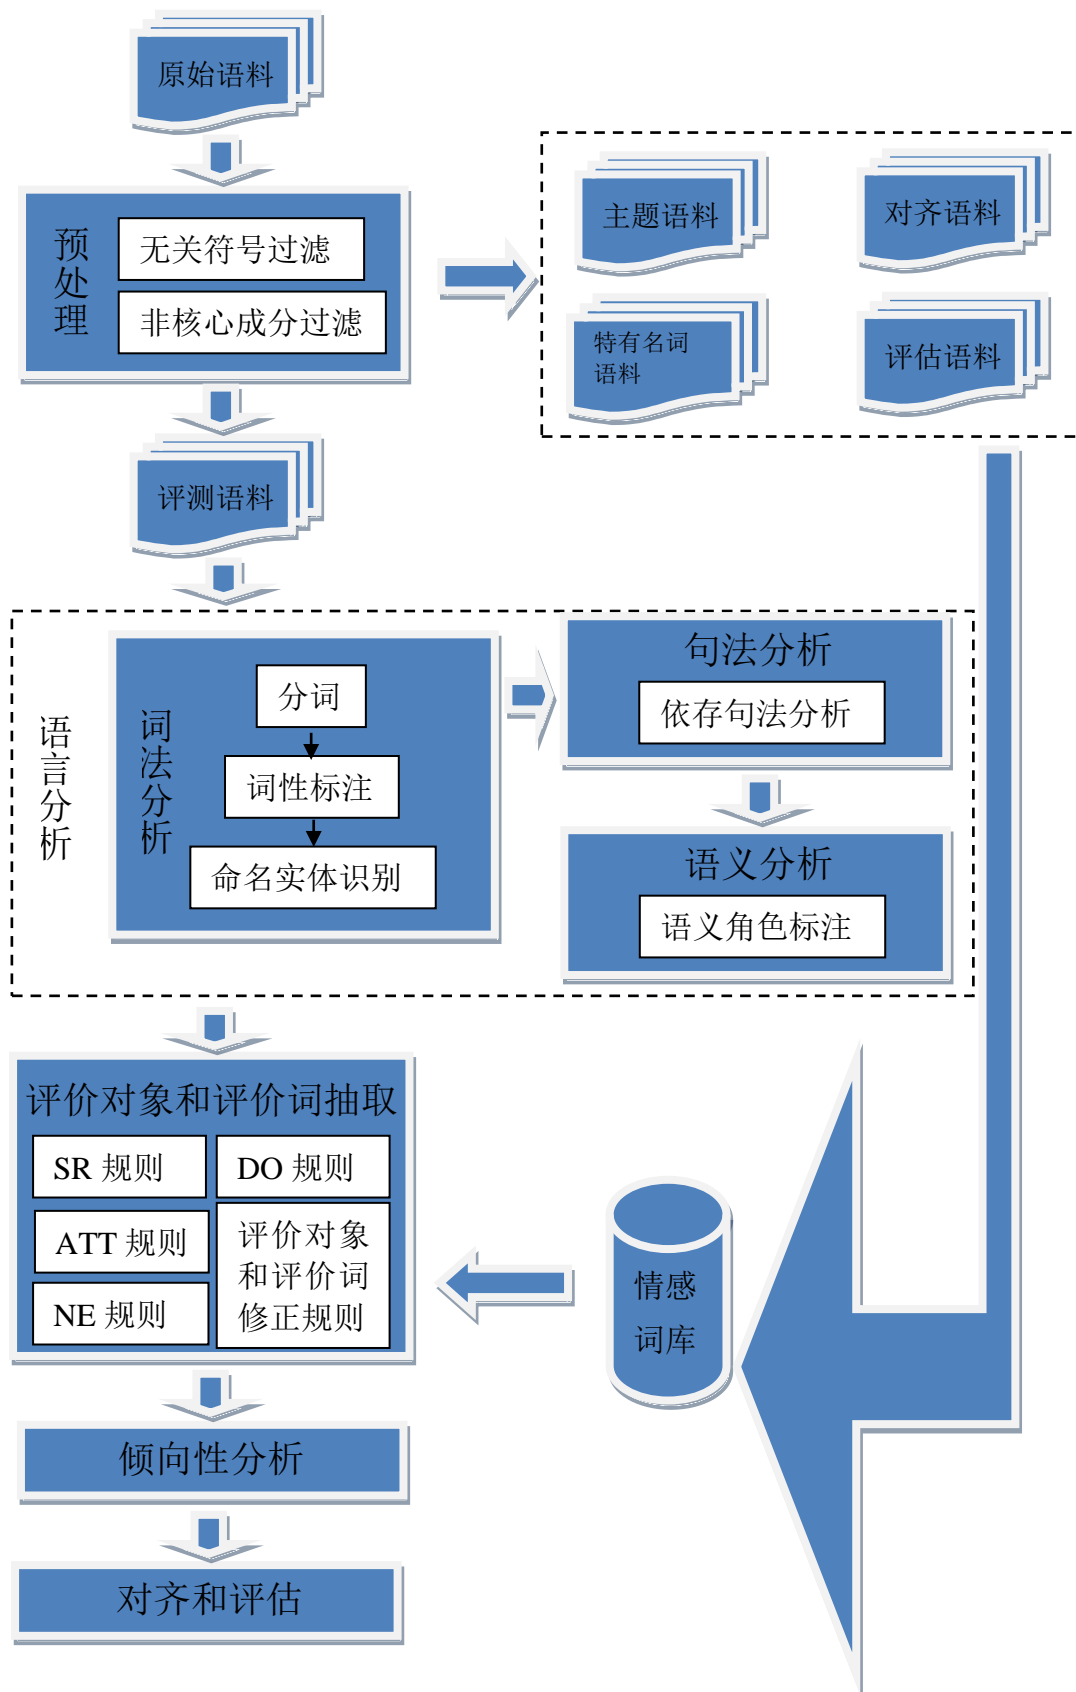 原始语料
预处理
无关符号过滤
非核心成分过滤
主题语料
对齐语料
特有名词
语料
评估语料
评测语料
语言分析
词法分析
分词
词性标注
命名实体识别
句法分析
依存句法分析
语义分析
语义角色标注
评价对象和评价词抽取
SR 规则
DO 规则
ATT 规则
NE 规则
评价对象
和评价词
修正规则
情感
词库
倾向性分析
对齐和评估